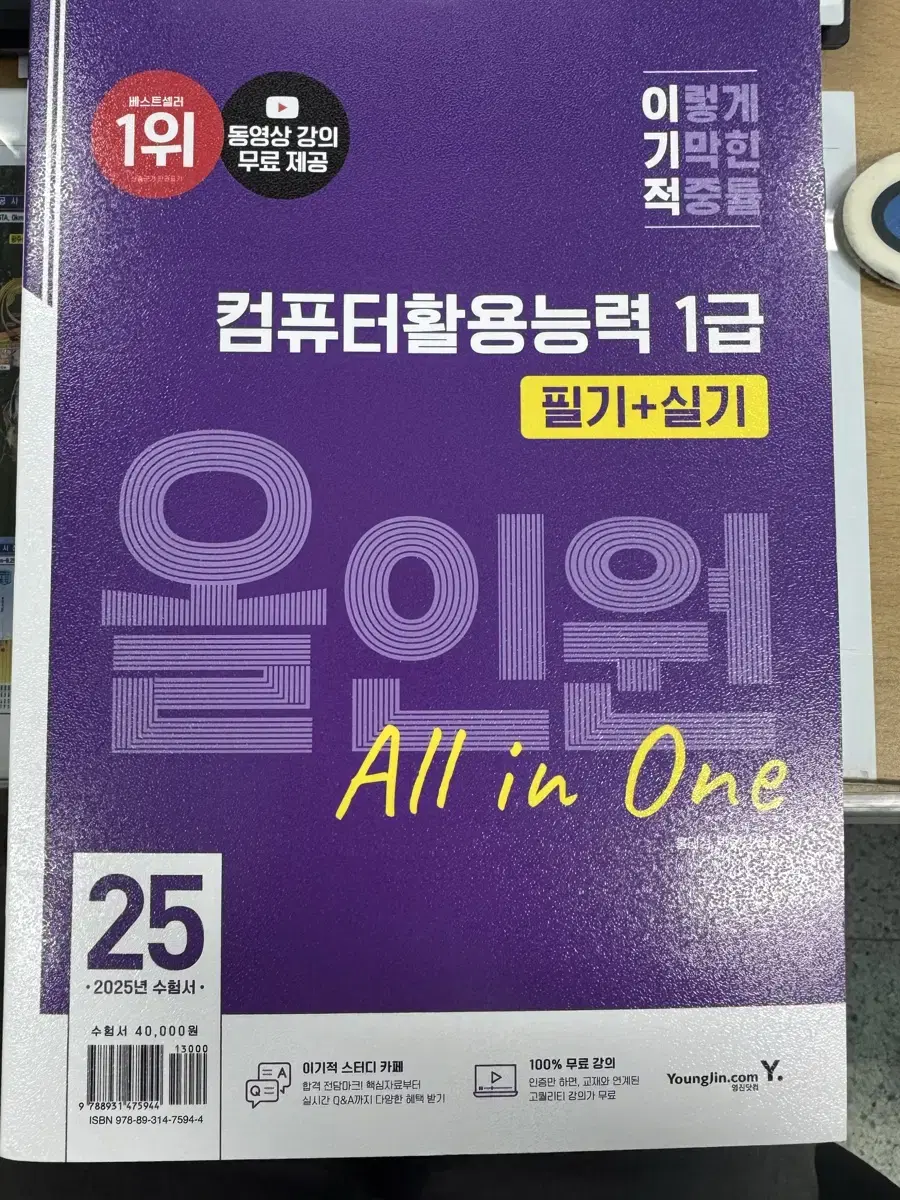 베스트셀러
1위
동영상 강의
무료 제공
이렇게
기막힌
적중률
컴퓨터활용능력 1급
필기+실기
올인원
All in One
25
·2025년 수험서·
수험서 40,000원
13000
9 788931 475944
ISBN 978-89-314-7594-4
Q A
이기적 스터디 카페
합격 전담마크! 핵심자료부터
실시간 Q&A까지 다양한 혜택 받기
100% 무료 강의
인증만 하면, 교재와 연계된
고퀄리티 강의가 무료
YoungJin.com Y.
영진닷컴